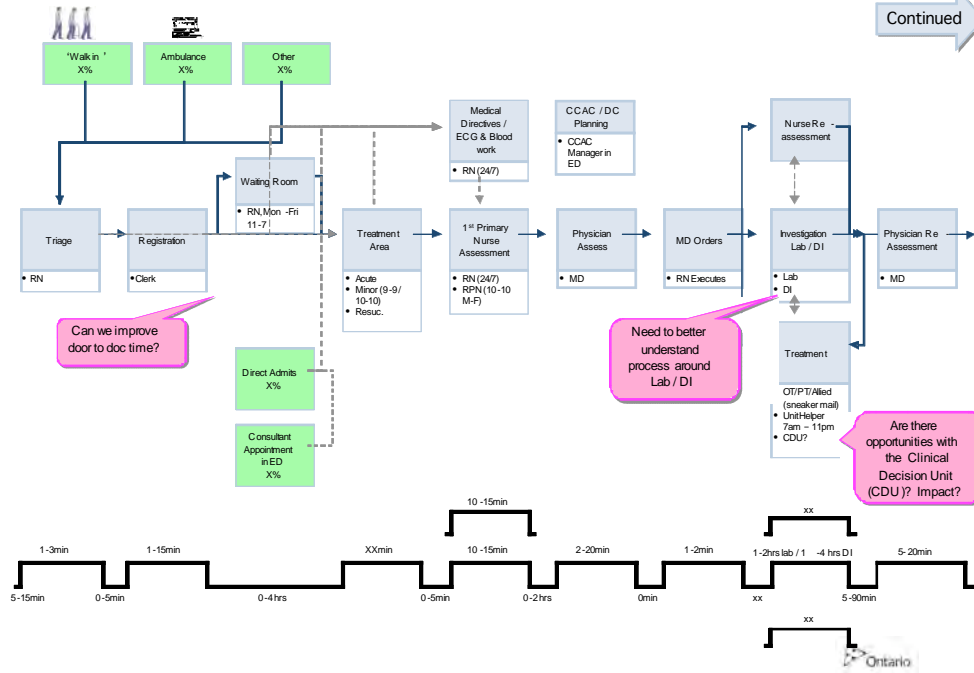 Continued
‘Walk in ’
X%
Ambulance
X%
Other
X%
Medical
Directives /
ECG & Blood
work
• RN (24/7)
CCAC / DC
Planning
• CCAC
Manager in
ED
Nurse Re -
assessment
Waiting Room
• RN, Mon -Fri
11-7
Triage
• RN
Registration
•Clerk
Treatment
Area
• Acute
• Minor (9-9/
10-10)
• Resuc.
1st Primary
Nurse
Assessment
• RN (24/7)
• RPN (10-10
M-F)
Physician
Assess
• MD
MD Orders
• RN Executes
Investigation
Lab / DI
• Lab
• DI
Physician Re
Assessment
• MD
Can we improve
door to doc time?
Need to better
understand
process around
Lab / DI
Treatment
OT/PT/Allied
(sneaker mail)
• Unit Helper
7am – 11pm
• CDU?
Are there
opportunities with
the Clinical
Decision Unit
(CDU)? Impact?
Direct Admits
X%
Consultant
Appointment
in ED
X%
10 -15min
xx
1 -3min
1 -15min
XXmin
10 -15min
2 -20min
1 -2min
1 -2hrs lab / 1 -4 hrs DI
5- 20min
5 -15min
0 -5min
0 -4 hrs
0 -5min
0 -2 hrs
0min
xx
5 -90min
xx
Ontario